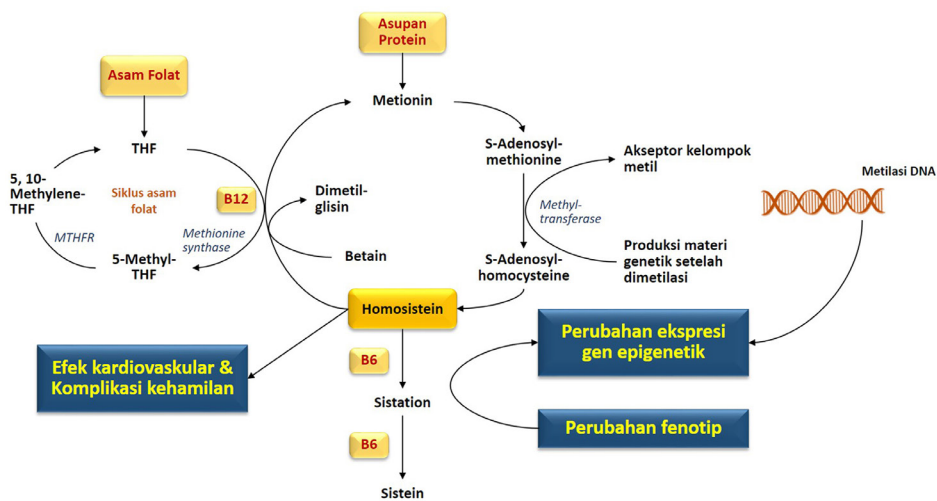 Asupan
Protein
Asam Folat
Metionin
THF
S-Adenosyl-
methionine
Akseptor kelompok
metil
Metilasi DNA
5, 10-
Methylene-
THF
Siklus asam
folat
B12
Dimetil-
glisin
Methyl-
transferase
MTHFR
Methionine
synthase
5-Methyl-
THF
Betain
S-Adenosyl-
homocysteine
Produksi materi
genetik setelah
dimetilasi
Homosistein
Efek kardiovaskular &
Komplikasi kehamilan
B6
Perubahan ekspresi
gen epigenetik
Sistation
Perubahan fenotip
B6
Sistein